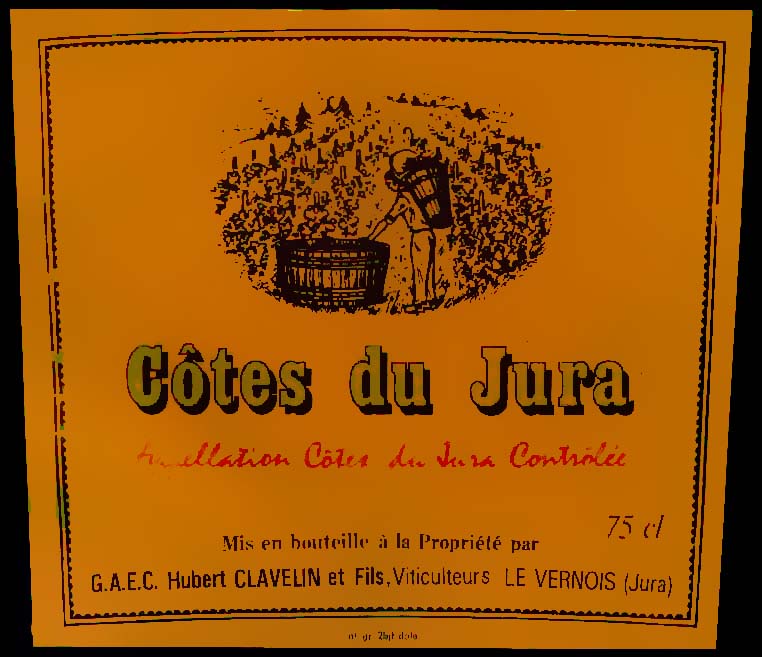 Côtes du Jura
Appellation Côtes du Jura Contrôlée
75 cl
Mis en bouteille à la Propriété par
G.A.E.C. Hubert CLAVELIN et Fils, Viticulteurs LE VERNOIS (Jura)